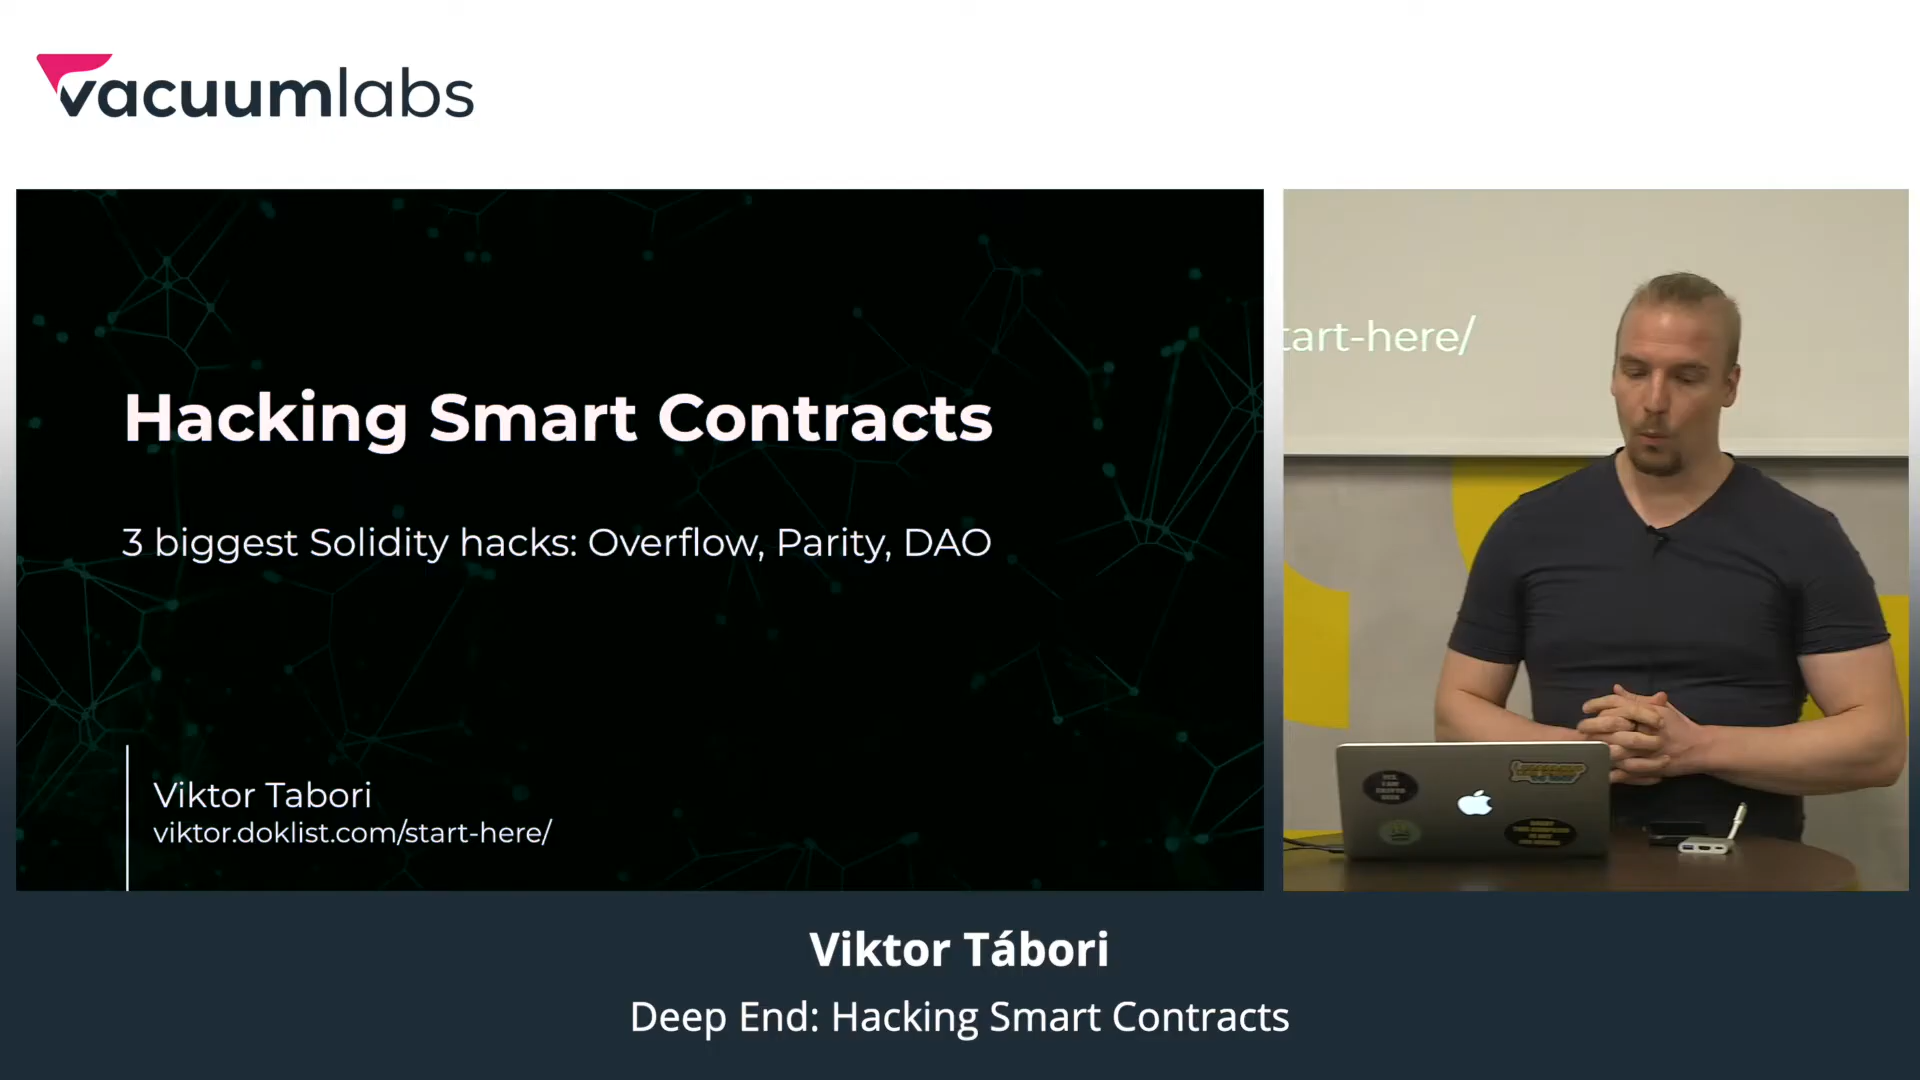 vacuumlabs
Hacking Smart Contracts
3 biggest Solidity hacks: Overflow, Parity, DAO
Viktor Tabori
viktor.doklist.com/start-here/
tart-here/
Viktor Tábori
Deep End: Hacking Smart Contracts